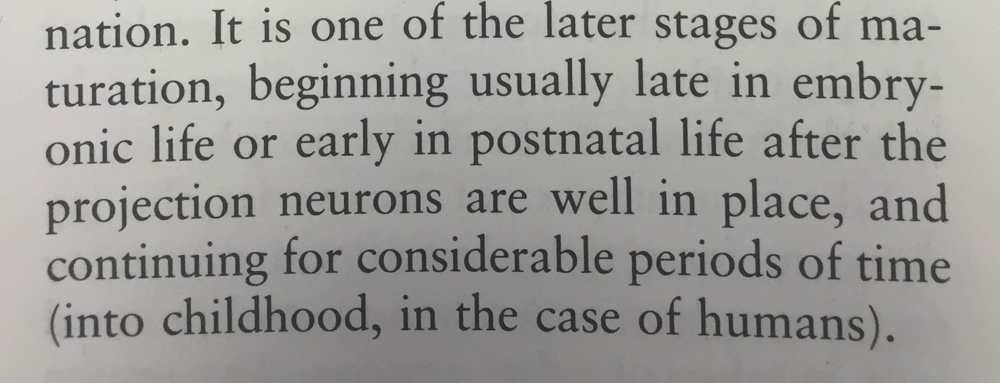 nation. It is one of the later stages of ma-
turation, beginning usually late in embry-
onic life or early in postnatal life after the
projection neurons are well in place, and
continuing for considerable periods of time
(into childhood, in the case of humans).